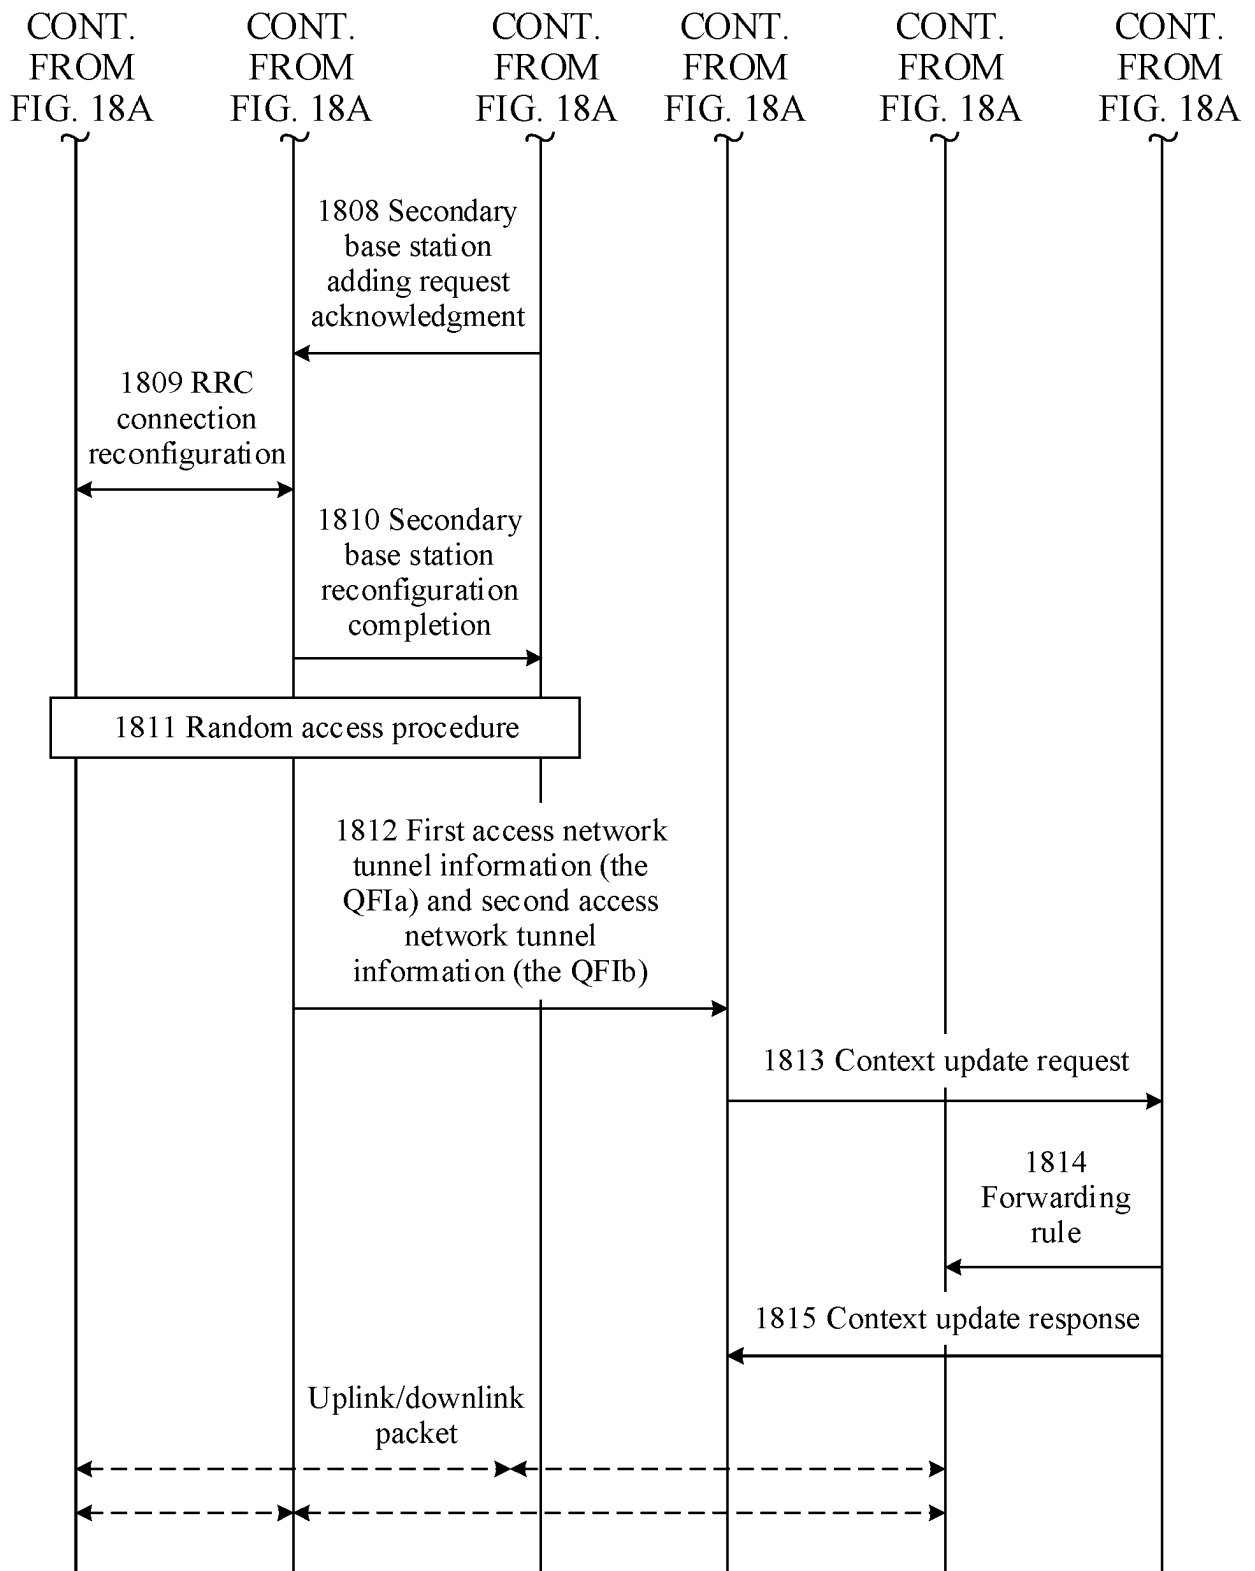 CONT.
FROM
FIG. 18A
CONT.
FROM
FIG. 18A
CONT.
FROM
FIG. 18A
CONT.
FROM
FIG. 18A
CONT.
FROM
FIG. 18A
CONT.
FROM
FIG. 18A
1808 Secondary
base station
adding request
acknowledgment
1809 RRC
connection
reconfiguration
1810 Secondary
base station
reconfiguration
completion
1811 Random access procedure
1812 First access network
tunnel information (the
QFIa) and second access
network tunnel
information (the QFIb)
1813 Context update request
1814
Forwarding
rule
1815 Context update response
Uplink/downlink
packet